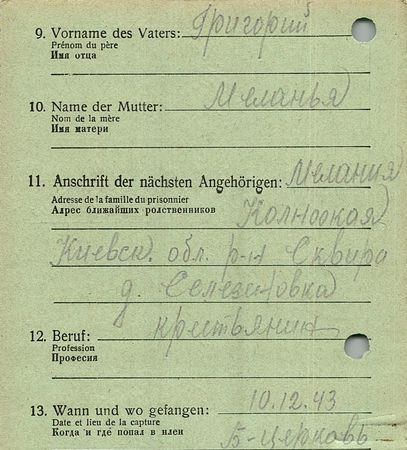 9. Vorname des Vaters: Григорий
Prénom du père
Имя отца
10. Name der Mutter: Меланья
Nom de la mère
Имя матери
11. Anschrift der nächsten Angehörigen: Мелания
Adresse de la famille du prisonnier
Адрес ближайших родственников
Киевск. обл. р-н Сквира
д. Селезеновка
12. Beruf: крестьянин
Profession
Професия
13. Wann und wo gefangen: 10.12.43
Date et lieu de la capture
Когда и где попал в плен
Б-церковь